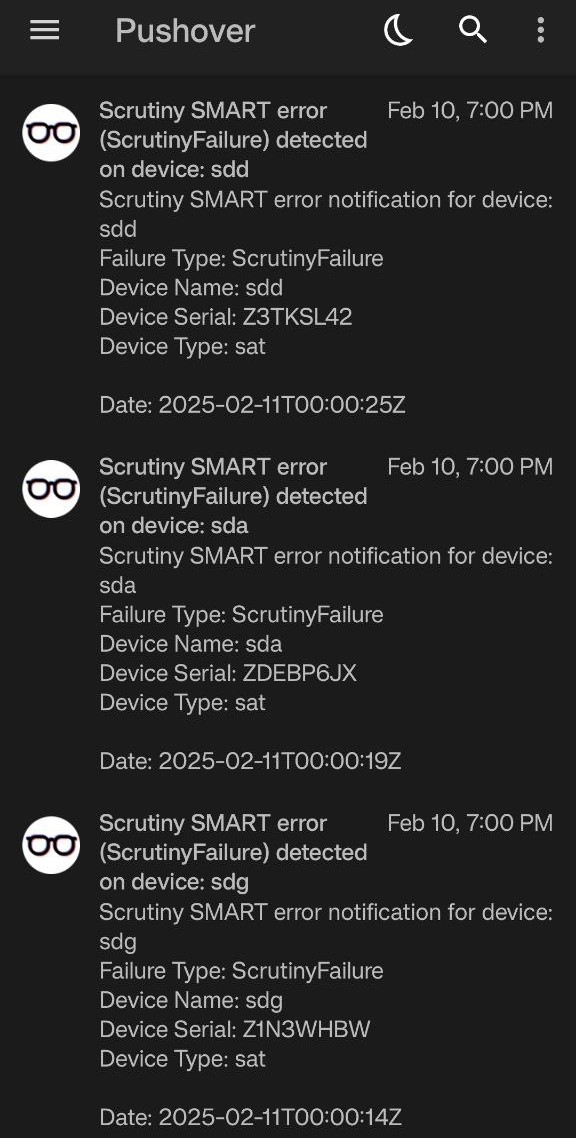 Pushover
Scrutiny SMART error
Feb 10, 7:00 PM
(ScrutinyFailure) detected
on device: sdd
Scrutiny SMART error notification for device:
sdd
Failure Type: ScrutinyFailure
Device Name: sdd
Device Serial: Z3TKSL42
Device Type: sat
Date: 2025-02-11T00:00:25Z
Scrutiny SMART error
Feb 10, 7:00 PM
(ScrutinyFailure) detected
on device: sda
Scrutiny SMART error notification for device:
sda
Failure Type: ScrutinyFailure
Device Name: sda
Device Serial: ZDEBP6JX
Device Type: sat
Date: 2025-02-11T00:00:19Z
Scrutiny SMART error
Feb 10, 7:00 PM
(ScrutinyFailure) detected
on device: sdg
Scrutiny SMART error notification for device:
sdg
Failure Type: ScrutinyFailure
Device Name: sdg
Device Serial: Z1N3WHBW
Device Type: sat
Date: 2025-02-11T00:00:14Z